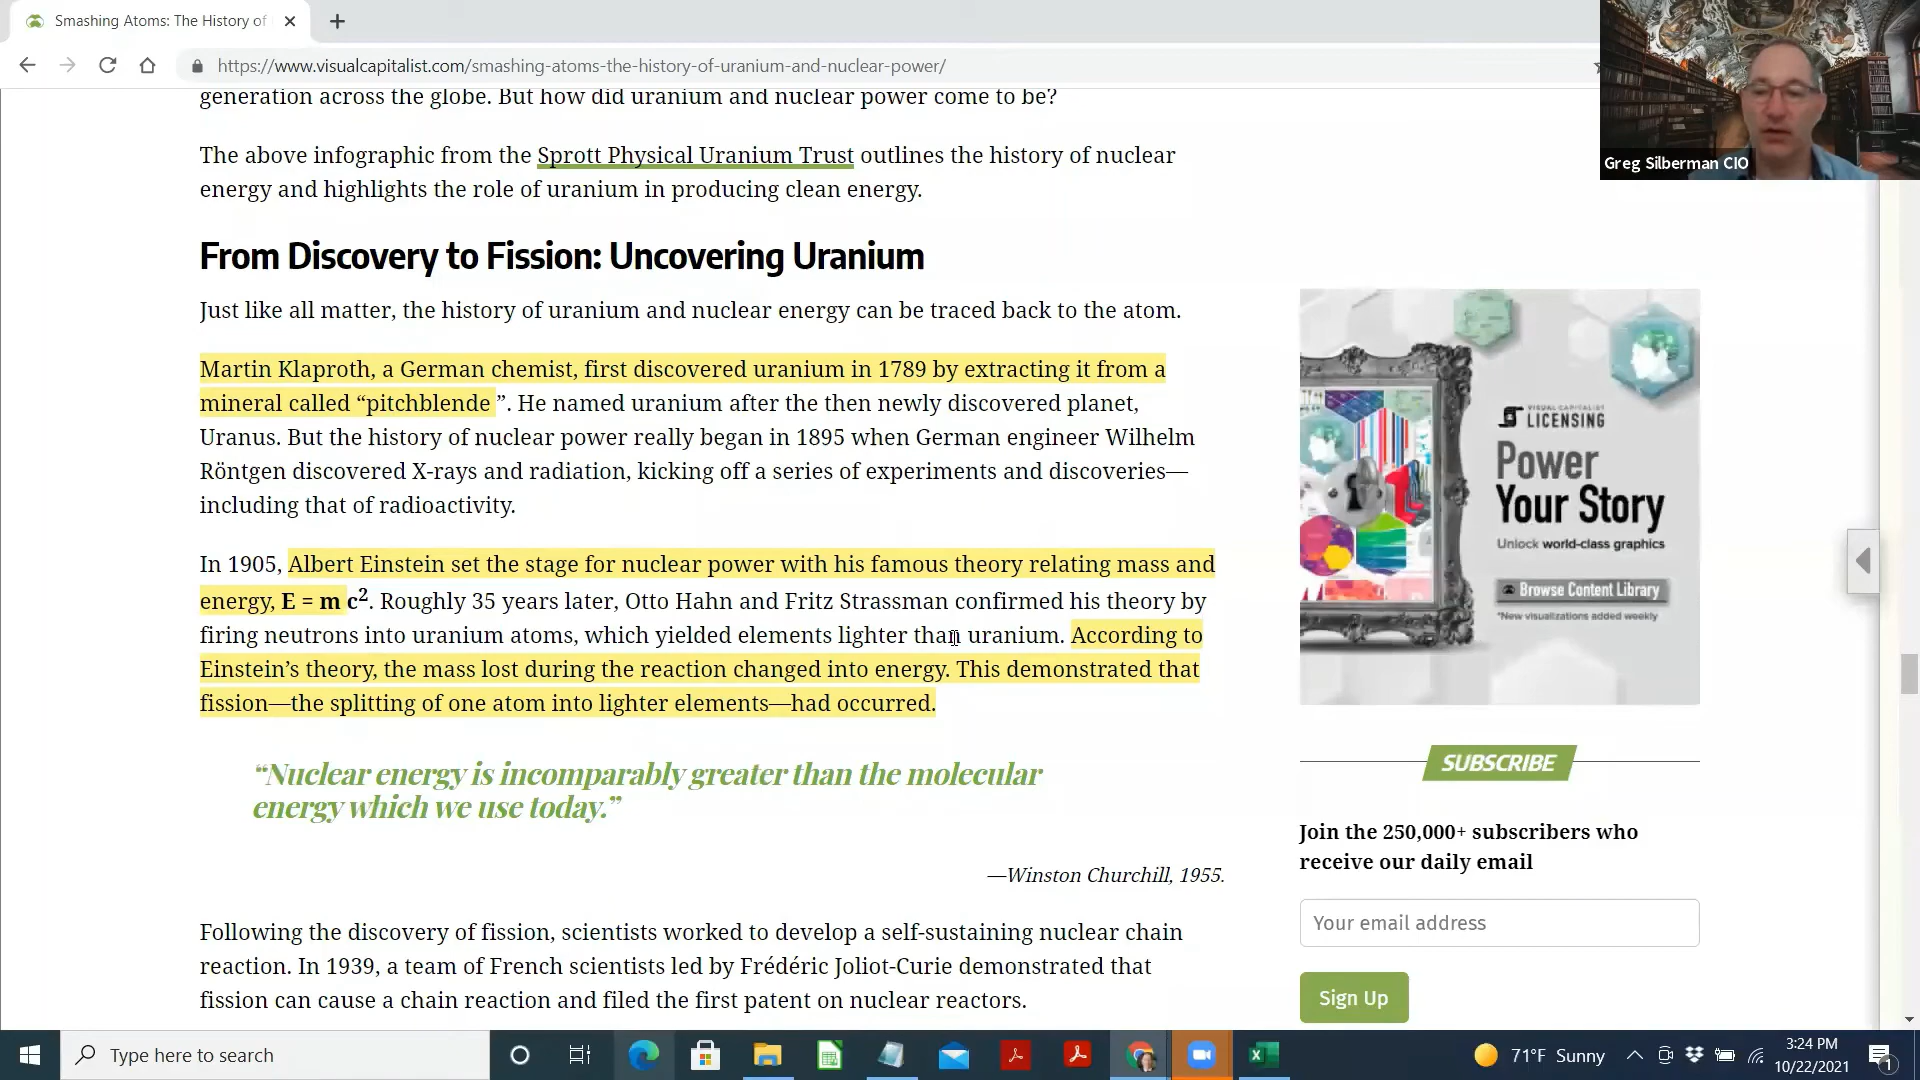 Smashing Atoms: The History of
https://www.visualcapitalist.com/smashing-atoms-the-history-of-uranium-and-nuclear-power/
Greg Silberman CIO
generation across the globe. But how did uranium and nuclear power come to be?
The above infographic from the Sprott Physical Uranium Trust outlines the history of nuclear
energy and highlights the role of uranium in producing clean energy.
From Discovery to Fission: Uncovering Uranium
Just like all matter, the history of uranium and nuclear energy can be traced back to the atom.
Martin Klaproth, a German chemist, first discovered uranium in 1789 by extracting it from a
mineral called “pitchblende ”. He named uranium after the then newly discovered planet,
Uranus. But the history of nuclear power really began in 1895 when German engineer Wilhelm
Röntgen discovered X-rays and radiation, kicking off a series of experiments and discoveries—
including that of radioactivity.
In 1905, Albert Einstein set the stage for nuclear power with his famous theory relating mass and
energy, E = m c². Roughly 35 years later, Otto Hahn and Fritz Strassman confirmed his theory by
firing neutrons into uranium atoms, which yielded elements lighter than uranium. According to
Einstein’s theory, the mass lost during the reaction changed into energy. This demonstrated that
fission—the splitting of one atom into lighter elements—had occurred.
“Nuclear energy is incomparably greater than the molecular
energy which we use today.”
—Winston Churchill, 1955.
Following the discovery of fission, scientists worked to develop a self-sustaining nuclear chain
reaction. In 1939, a team of French scientists led by Frédéric Joliot-Curie demonstrated that
fission can cause a chain reaction and filed the first patent on nuclear reactors.
VISUAL CAPITALIST
LICENSING
Power
Your Story
Unlock world-class graphics
Browse Content Library
*New visualizations added weekly
SUBSCRIBE
Join the 250,000+ subscribers who
receive our daily email
Your email address
Sign Up
Type here to search
71°F Sunny
3:24 PM
10/22/2021
1